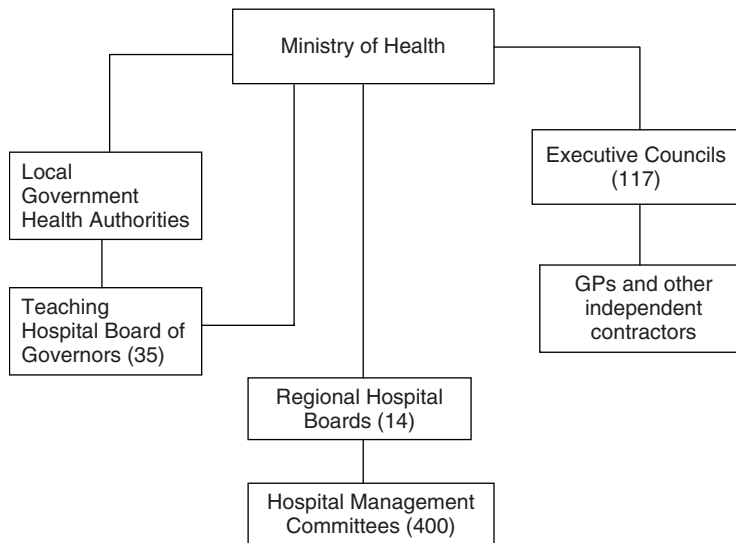 Ministry of Health
Local
Government
Health Authorities
Executive Councils
(117)
Teaching
Hospital Board of
Governors (35)
GPs and other
independent
contractors
Regional Hospital
Boards (14)
Hospital Management
Committees (400)